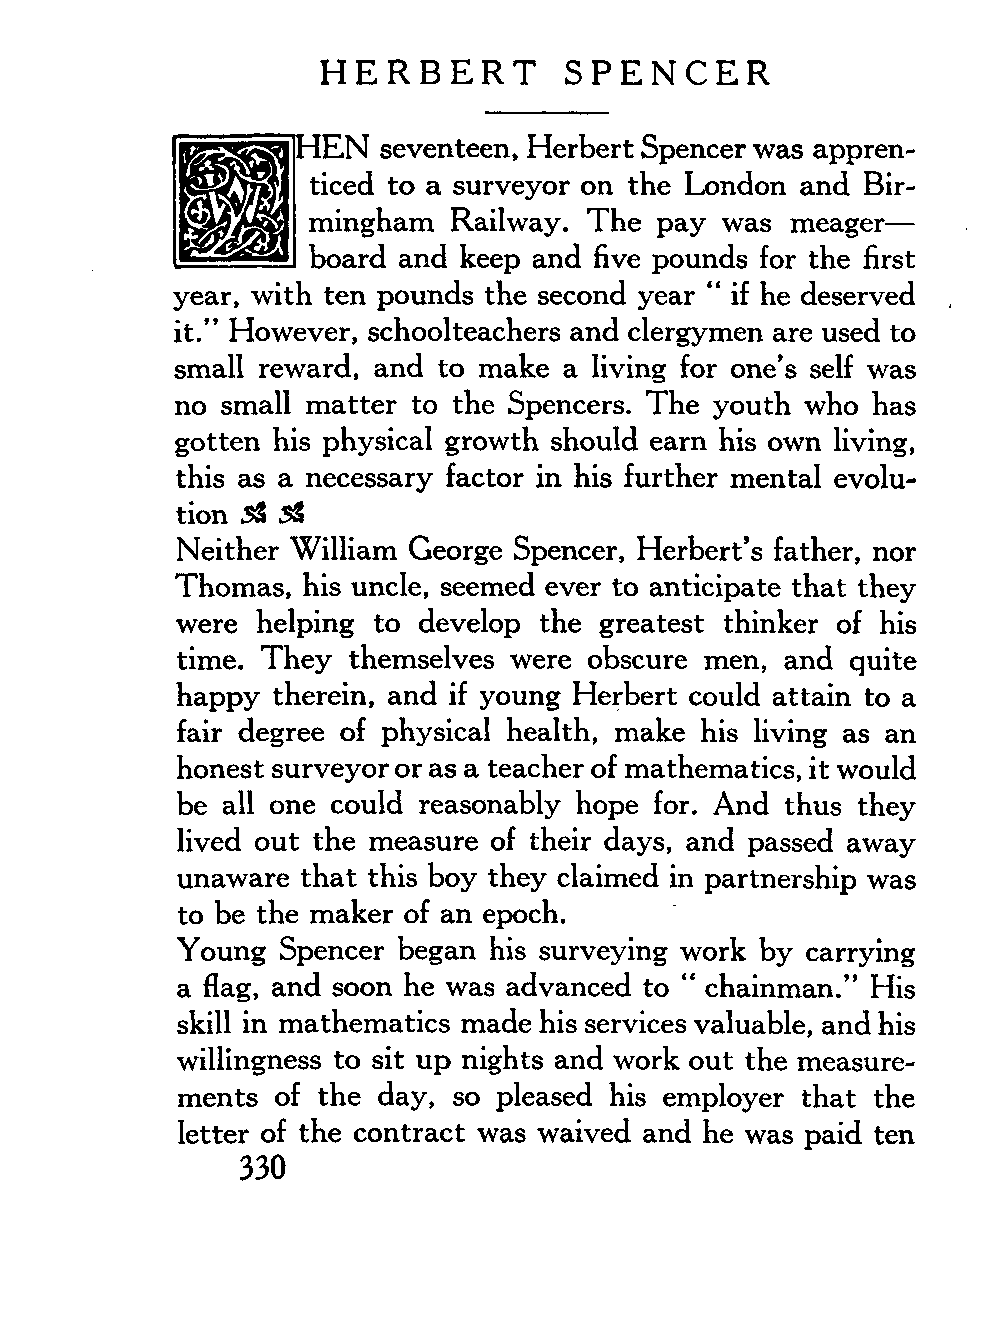 HERBERT SPENCER
WHEN seventeen, Herbert Spencer was appren-
ticed to a surveyor on the London and Bir-
mingham Railway. The pay was meager—
board and keep and five pounds for the first
year, with ten pounds the second year “ if he deserved
it.” However, schoolteachers and clergymen are used to
small reward, and to make a living for one's self was
no small matter to the Spencers. The youth who has
gotten his physical growth should earn his own living,
this as a necessary factor in his further mental evolu-
tion
Neither William George Spencer, Herbert's father, nor
Thomas, his uncle, seemed ever to anticipate that they
were helping to develop the greatest thinker of his
time. They themselves were obscure men, and quite
happy therein, and if young Herbert could attain to a
fair degree of physical health, make his living as an
honest surveyor or as a teacher of mathematics, it would
be all one could reasonably hope for. And thus they
lived out the measure of their days, and passed away
unaware that this boy they claimed in partnership was
to be the maker of an epoch.
Young Spencer began his surveying work by carrying
a flag, and soon he was advanced to “ chainman.” His
skill in mathematics made his services valuable, and his
willingness to sit up nights and work out the measure-
ments of the day, so pleased his employer that the
letter of the contract was waived and he was paid ten
330